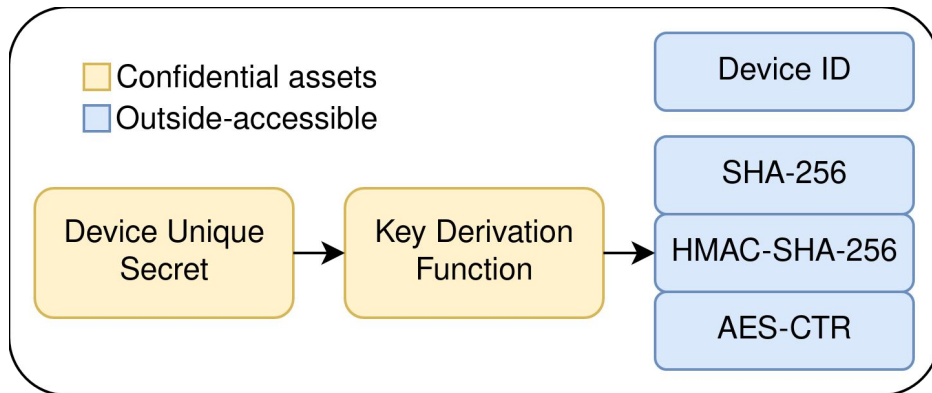 Confidential assets
Outside-accessible
Device ID
SHA-256
Device Unique
Secret
Key Derivation
Function
HMAC-SHA-256
AES-CTR